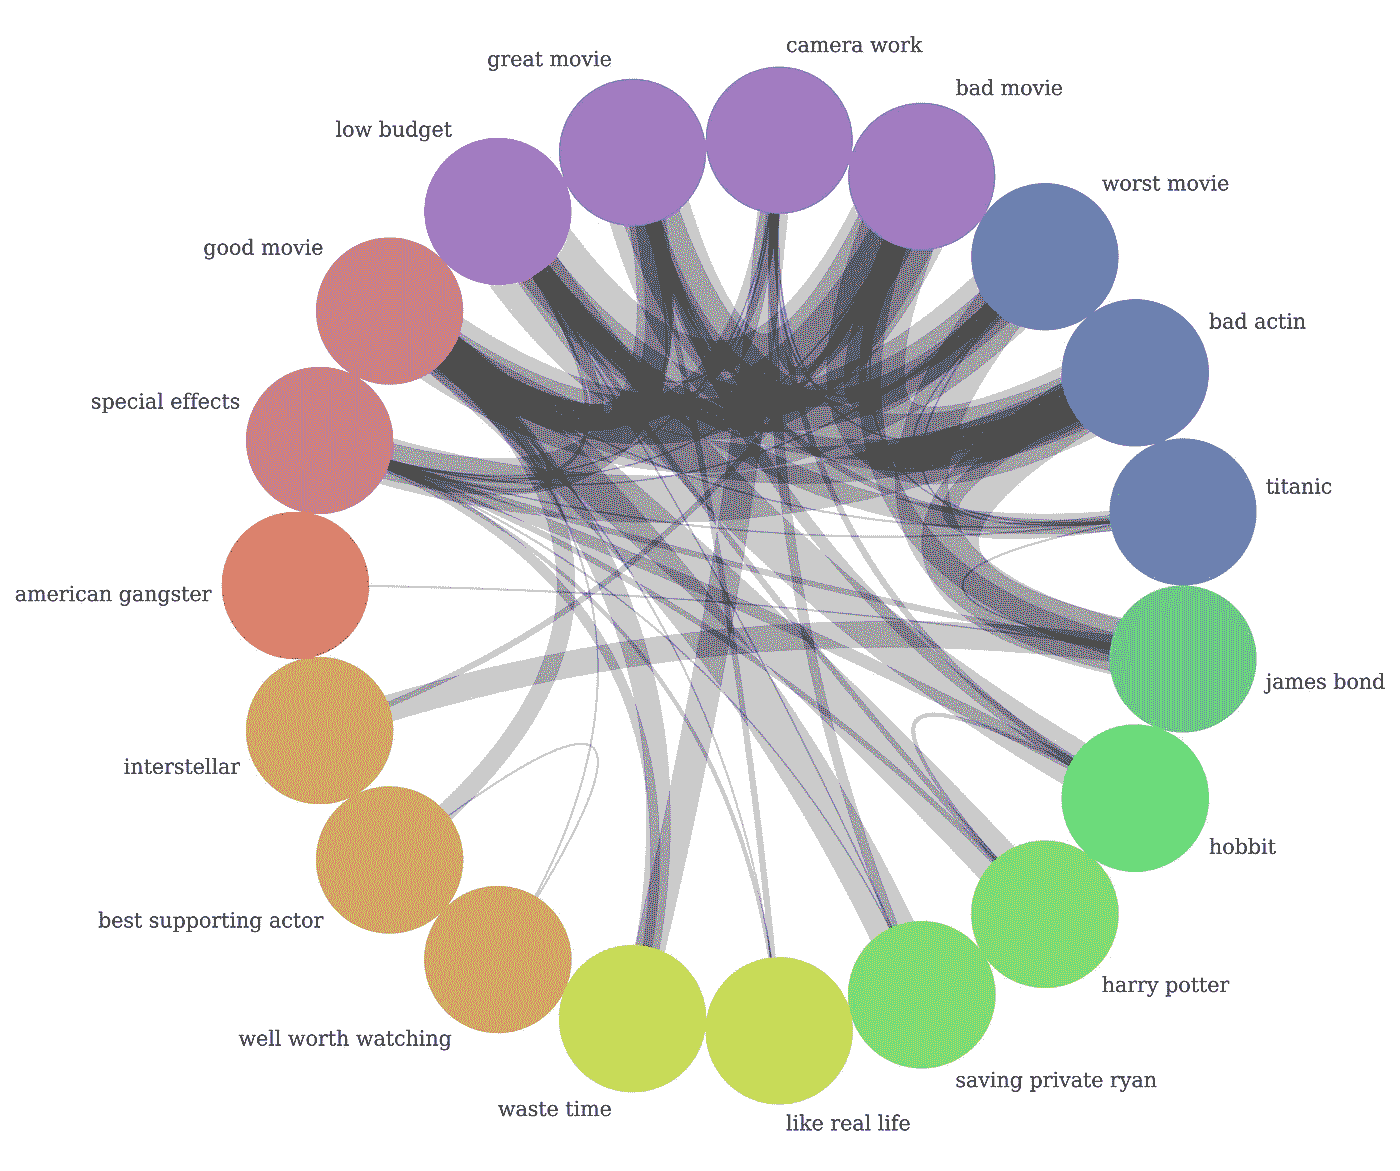 camera work
great movie
bad movie
low budget
worst movie
good movie
bad actin
special effects
titanic
american gangster
james bond
interstellar
hobbit
best supporting actor
harry potter
well worth watching
saving private ryan
waste time
like real life